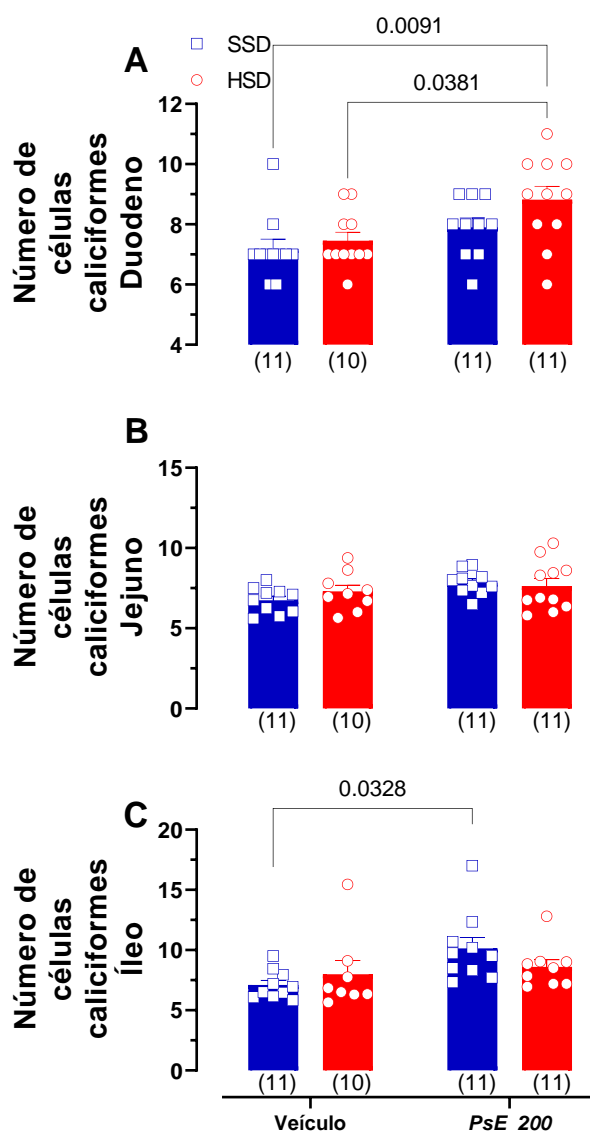 SSD
HSD
0.0091
0.0381
A
Número de
células
caliciformes
Duodeno
12
10
8
6
4
(11)
(10)
(11)
(11)
B
Número de
células
caliciformes
Jejuno
15
10
5
0
(11)
(10)
(11)
(11)
0.0328
C
Número de
células
caliciformes
Íleo
20
15
10
5
0
(11)
(10)
(11)
(11)
Veículo
PsE_200